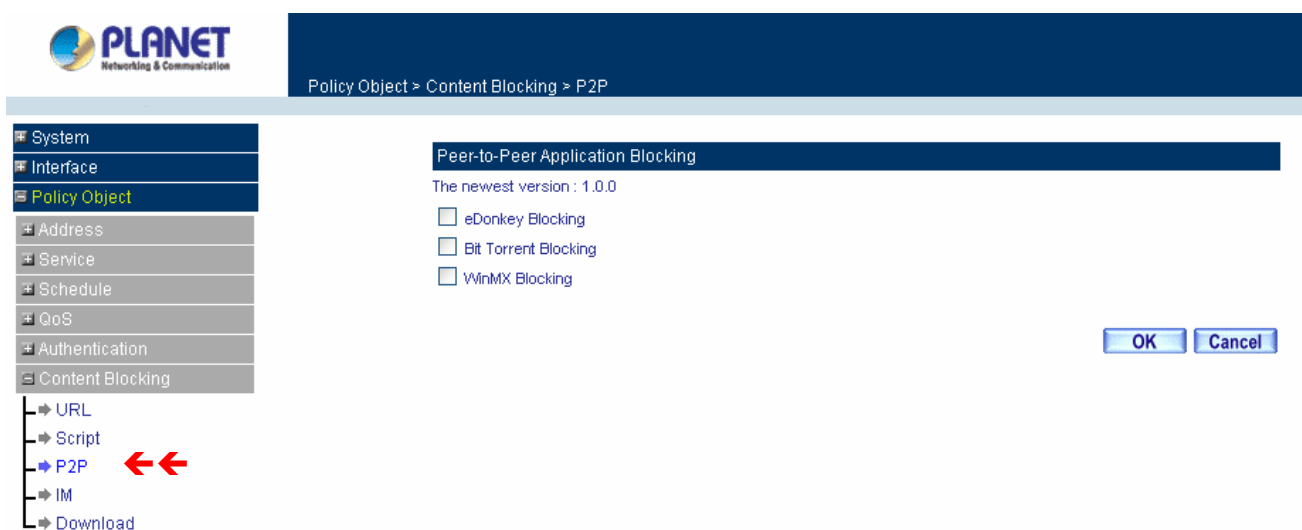 PLANET
Networking & Communication
Policy Object > Content Blocking > P2P
System
Interface
Policy Object
Address
Service
Schedule
QoS
Authentication
Content Blocking
URL
Script
P2P
IM
Download
Peer-to-Peer Application Blocking
The newest version : 1.0.0
eDonkey Blocking
Bit Torrent Blocking
WinMX Blocking
OK Cancel